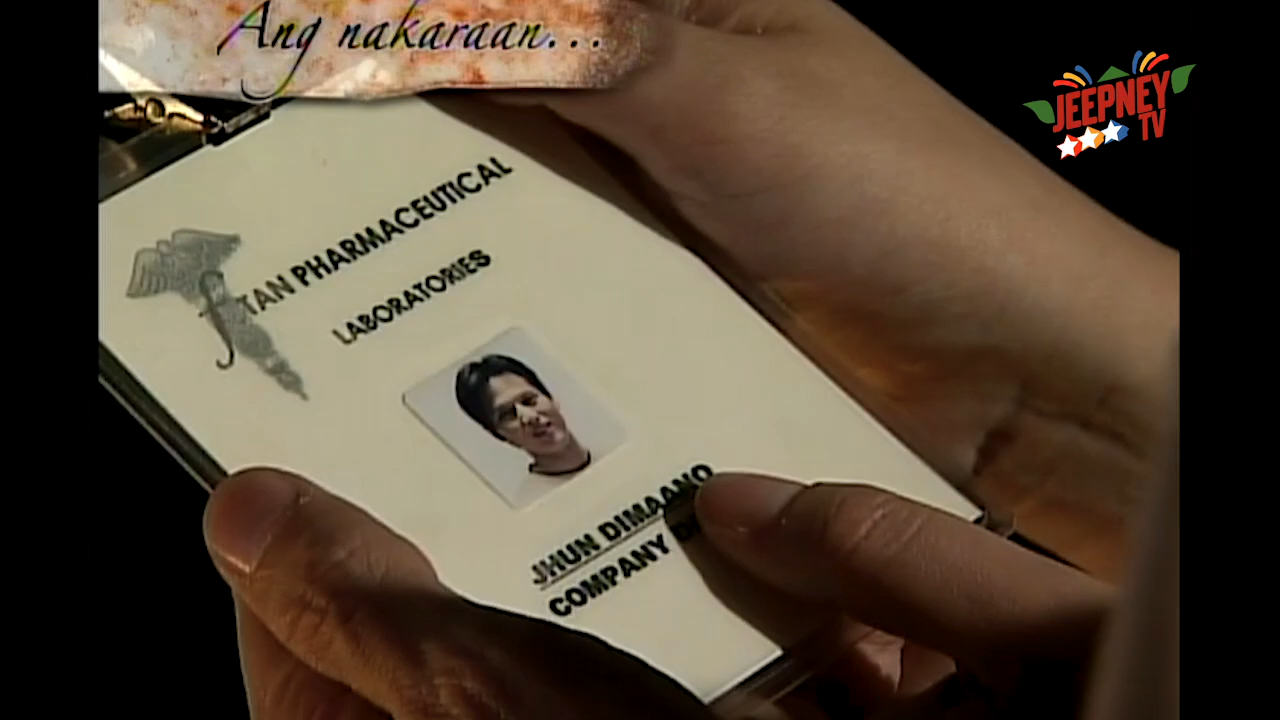 Ang nakaraan...
JEEPNEY
TV
TAN PHARMACEUTICAL
LABORATORIES
JHUN DIMAANO
COMPANY